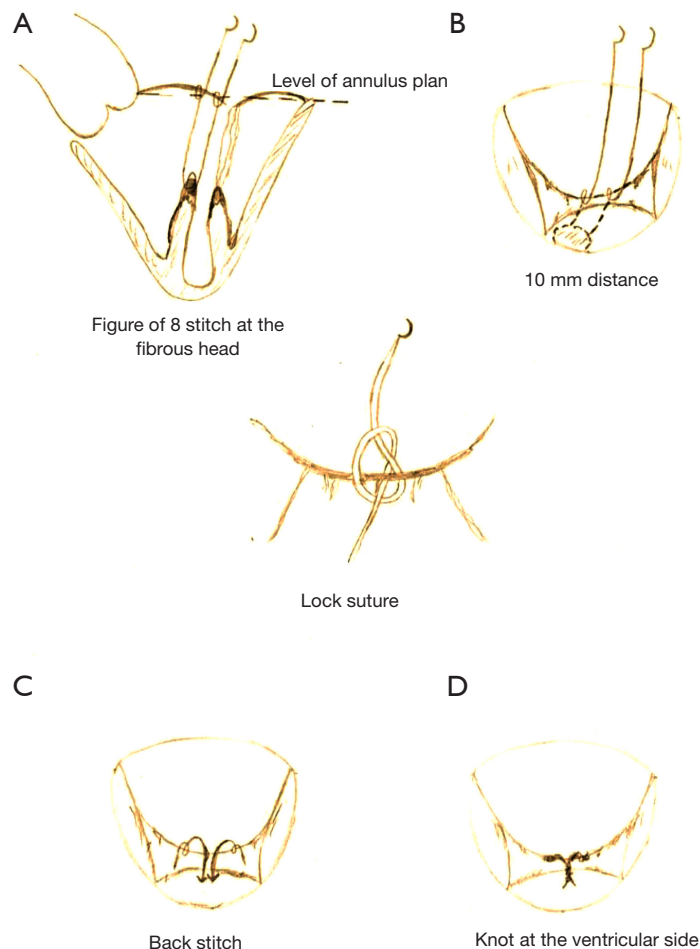 A
Level of annulus plan
Figure of 8 stitch at the
fibrous head
B
10 mm distance
Lock suture
C
Back stitch
D
Knot at the ventricular side